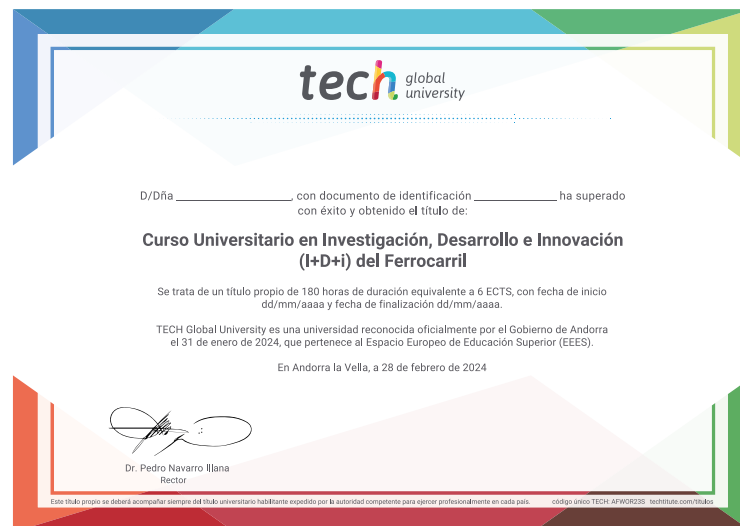 tech global university
D/Dña ____________________, con documento de identificación ______________ ha superado
con éxito y obtenido el título de:
Curso Universitario en Investigación, Desarrollo e Innovación
(I+D+i) del Ferrocarril
Se trata de un título propio de 180 horas de duración equivalente a 6 ECTS, con fecha de inicio
dd/mm/aaaa y fecha de finalización dd/mm/aaaa.
TECH Global University es una universidad reconocida oficialmente por el Gobierno de Andorra
el 31 de enero de 2024, que pertenece al Espacio Europeo de Educación Superior (EEES).
En Andorra la Vella, a 28 de febrero de 2024
Dr. Pedro Navarro Illana
Rector
Este título propio se deberá acompañar siempre del título universitario habilitante expedido por la autoridad competente para ejercer profesionalmente en cada país. código único TECH: AFWOR23S techtitute.com/titulos